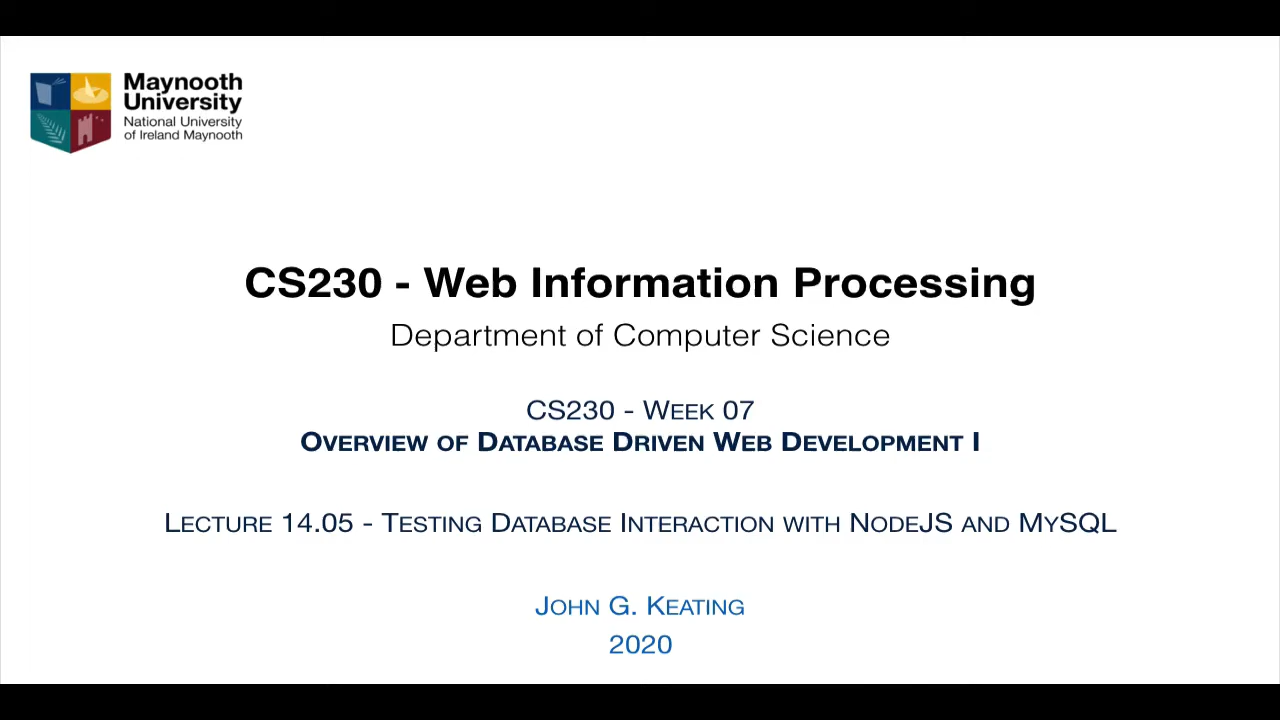 Maynooth
University
National University
of Ireland Maynooth
CS230 - Web Information Processing
Department of Computer Science
CS230 - Week 07
Overview of Database Driven Web Development I
Lecture 14.05 - Testing Database Interaction with NodeJS and MySQL
John G. Keating
2020